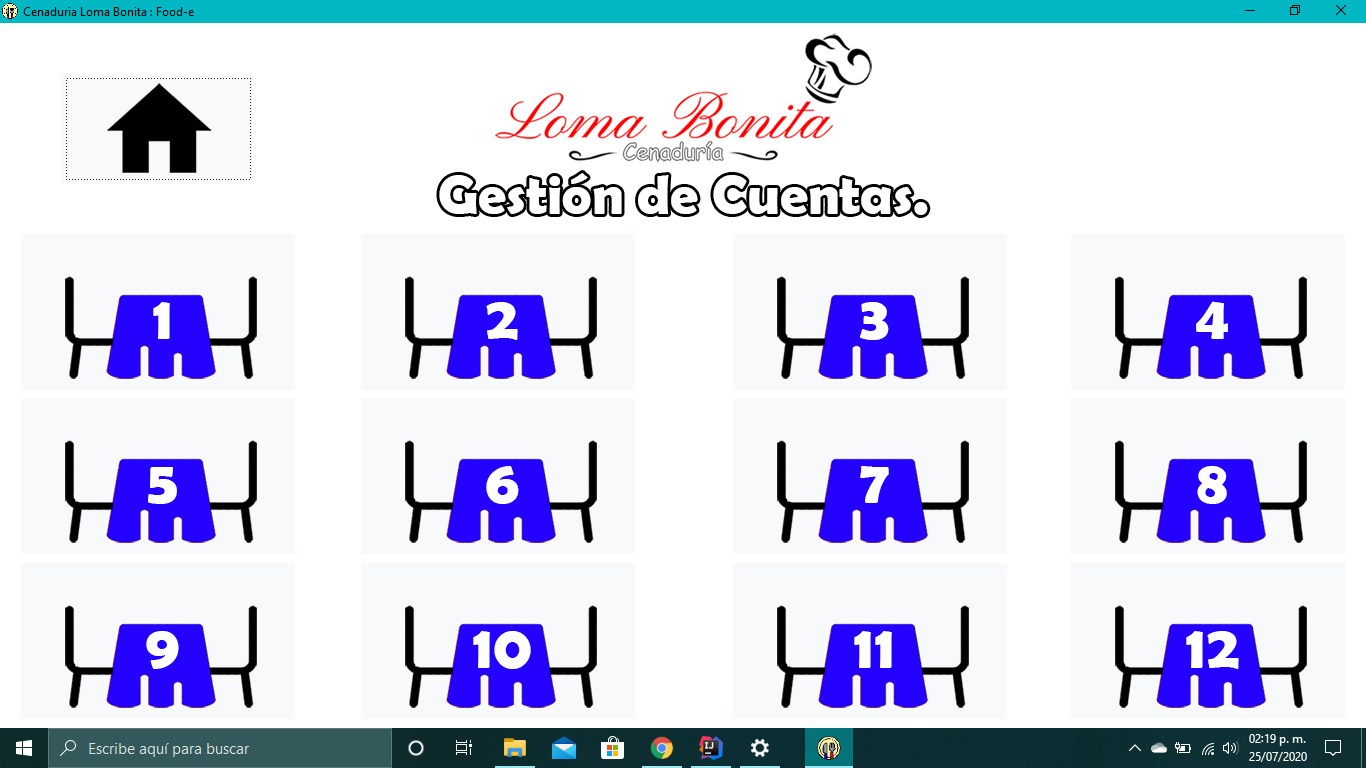 Cenaduria Loma Bonita : Food-e
Loma Bonita
Cenaduría
Gestión de Cuentas.
1 2 3 4
5 6 7 8
9 10 11 12
Escribe aquí para buscar
02:19 p. m.
25/07/2020